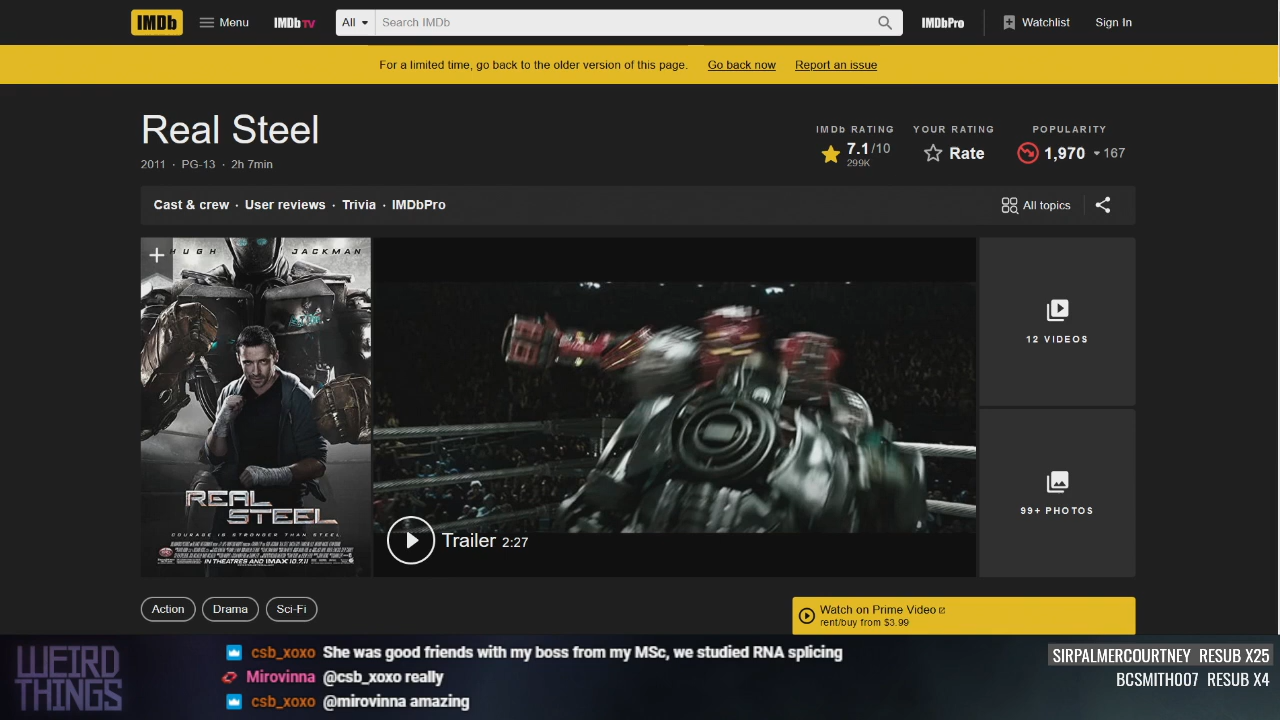 IMDb
Menu
IMDb TV
All
Search IMDb
IMDbPro
Watchlist
Sign In
For a limited time, go back to the older version of this page.
Go back now
Report an issue
Real Steel
2011 · PG-13 · 2h 7min
IMDb RATING
7.1/10
299K
YOUR RATING
Rate
POPULARITY
1,970
167
Cast & crew · User reviews · Trivia · IMDbPro
All topics
HUGH JACKMAN
REAL
STEEL
COURAGE IS STRONGER THAN STEEL
IN THEATRES AND IMAX 10.7.11
Trailer 2:27
12 VIDEOS
99+ PHOTOS
Action
Drama
Sci-Fi
Watch on Prime Video
rent/buy from $3.99
WEIRD
THINGS
csb_xoxo She was good friends with my boss from my MSc, we studied RNA splicing
Mirovinna @csb_xoxo really
csb_xoxo @mirovinna amazing
SIRPALMERCOURTNEY RESUB X25
BCSMITH007 RESUB X4